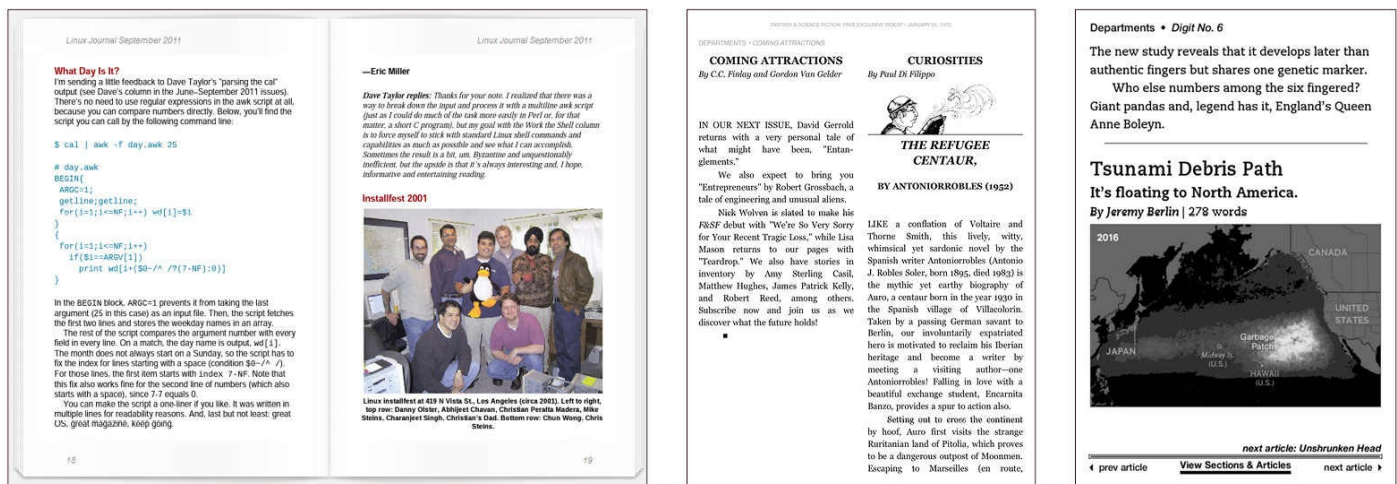 Linux Journal September 2011
What Day Is It?
I'm sending a little feedback to Dave Taylor's "parsing the cal"
output (see Dave's column in the June–September 2011 issues).
There's no need to use regular expressions in the awk script at all,
because you can compare numbers directly. Below, you'll find the
script you can call by the following command line:
$ cal | awk -f day.awk 25
# day.awk
BEGIN{
ARGC=1;
getline;getline;
for(i=1;i<=NF;i++) wd[i]=$i
}
{
for(i=1;i<=NF;i++)
if($i==ARGV[1])
print wd[i+($0~/^ /?(7-NF):0)]
}
In the BEGIN block, ARGC=1 prevents it from taking the last
argument (25 in this case) as an input file. Then, the script fetches
the first two lines and stores the weekday names in an array.
The rest of the script compares the argument number with every
field in every line. On a match, the day name is output, wd[i].
The month does not always start on a Sunday, so the script has to
fix the index for lines starting with a space (condition $0~/^ /).
For those lines, the first item starts with index 7-NF. Note that
this fix also works fine for the second line of numbers (which also
starts with a space), since 7-7 equals 0.
You can make the script a one-liner if you like. It was written in
multiple lines for readability reasons. And, last but not least: great
OS, great magazine, keep going.
18
Linux Journal September 2011
—Eric Miller
Dave Taylor replies: Thanks for your note. I realized that there was a
way to break down the input and process it with a multiline awk script
(just as I could do much of the task more easily in Perl or, for that
matter, a short C program), but my goal with the Work the Shell column
is to force myself to stick with standard Linux shell commands and
capabilities as much as possible and see what I can accomplish.
Sometimes the result is a bit, um, Byzantine and unquestionably
inefficient, but the upside is that it's always interesting and, I hope,
informative and entertaining reading.
Installfest 2001
Linux Installfest at 419 N Vista St., Los Angeles (circa 2001). Left to right,
top row: Danny Olster, Abhijeet Chavan, Christian Peralta Madera, Mike
Steins, Charanjeet Singh, Christian's Dad. Bottom row: Chun Wong, Chris
Steins.
19
FANTASY & SCIENCE FICTION: FREE EXCLUSIVE DIGEST • JANUARY 01, 1970
DEPARTMENTS • COMING ATTRACTIONS
COMING ATTRACTIONS
By C.C. Finlay and Gordon Van Gelder
IN OUR NEXT ISSUE, David Gerrold
returns with a very personal tale of
what might have been, "Entan-
glements."
We also expect to bring you
"Entrepreneurs" by Robert Grossbach, a
tale of engineering and unusual aliens.
Nick Wolven is slated to make his
F&SF debut with "We're So Very Sorry
for Your Recent Tragic Loss," while Lisa
Mason returns to our pages with
"Teardrop." We also have stories in
inventory by Amy Sterling Casil,
Matthew Hughes, James Patrick Kelly,
and Robert Reed, among others.
Subscribe now and join us as we
discover what the future holds!
CURIOSITIES
By Paul Di Filippo
THE REFUGEE
CENTAUR,
BY ANTONIORROBLES (1952)
LIKE a conflation of Voltaire and
Thorne Smith, this lively, witty,
whimsical yet sardonic novel by the
Spanish writer Antoniorrobles (Antonio
J. Robles Soler, born 1895, died 1983) is
the mythic yet earthy biography of
Auro, a centaur born in the year 1930 in
the Spanish village of Villaeolorin.
Taken by a passing German savant to
Berlin, our involuntarily expatriated
hero is motivated to reclaim his Iberian
heritage and become a writer by
meeting a visiting author—one
Antoniorrobles! Falling in love with a
beautiful exchange student, Encarnita
Banzo, provides a spur to action also.
Setting out to cross the continent
by hoof, Auro first visits the strange
Ruritanian land of Pitolia, which proves
to be a dangerous outpost of Moonmen.
Escaping to Marseilles (en route,
Departments • Digit No. 6
The new study reveals that it develops later than
authentic fingers but shares one genetic marker.
Who else numbers among the six fingered?
Giant pandas and, legend has it, England's Queen
Anne Boleyn.
Tsunami Debris Path
It's floating to North America.
By Jeremy Berlin | 278 words
2016
CANADA
UNITED
STATES
Garbage
Patch
JAPAN
Midway Is.
(U.S.)
HAWAII
(U.S.)
next article: Unshrunken Head
prev article
View Sections & Articles
next article